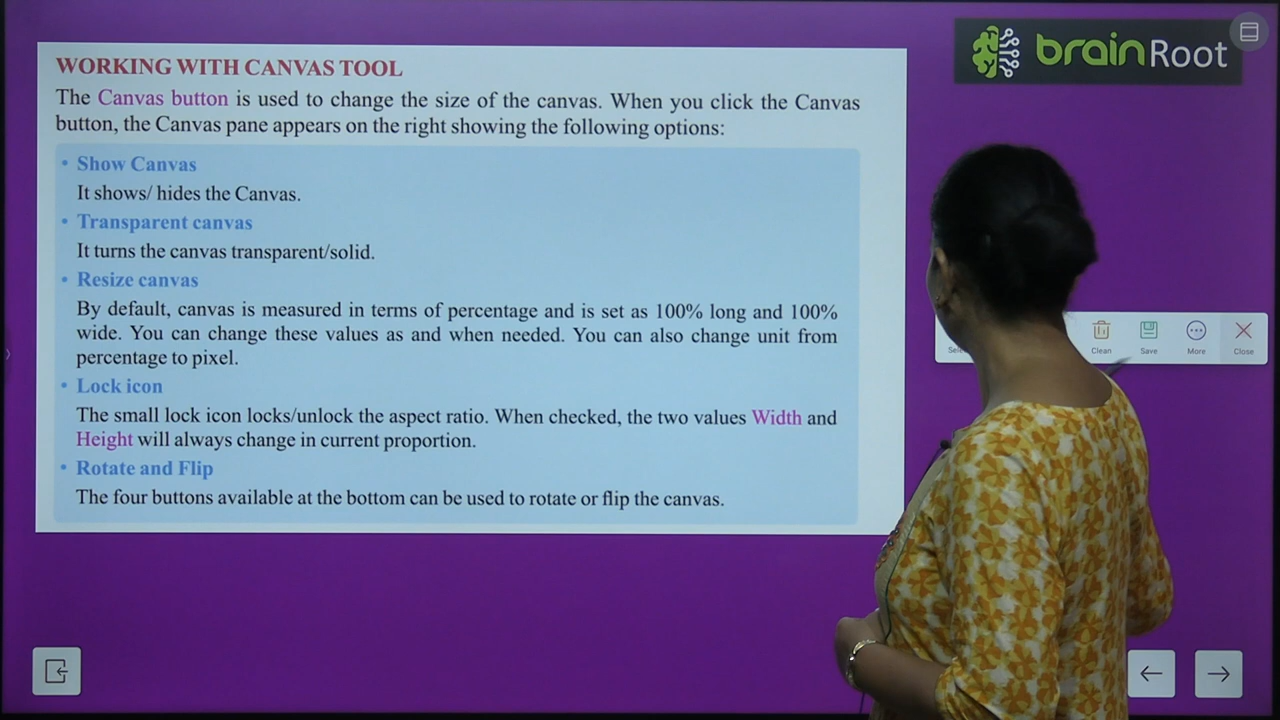 brainRoot
WORKING WITH CANVAS TOOL
The Canvas button is used to change the size of the canvas. When you click the Canvas
button, the Canvas pane appears on the right showing the following options:
• Show Canvas
It shows/ hides the Canvas.
• Transparent canvas
It turns the canvas transparent/solid.
• Resize canvas
By default, canvas is measured in terms of percentage and is set as 100% long and 100%
wide. You can change these values as and when needed. You can also change unit from
percentage to pixel.
• Lock icon
The small lock icon locks/unlock the aspect ratio. When checked, the two values Width and
Height will always change in current proportion.
• Rotate and Flip
The four buttons available at the bottom can be used to rotate or flip the canvas.
Clean Save More Close